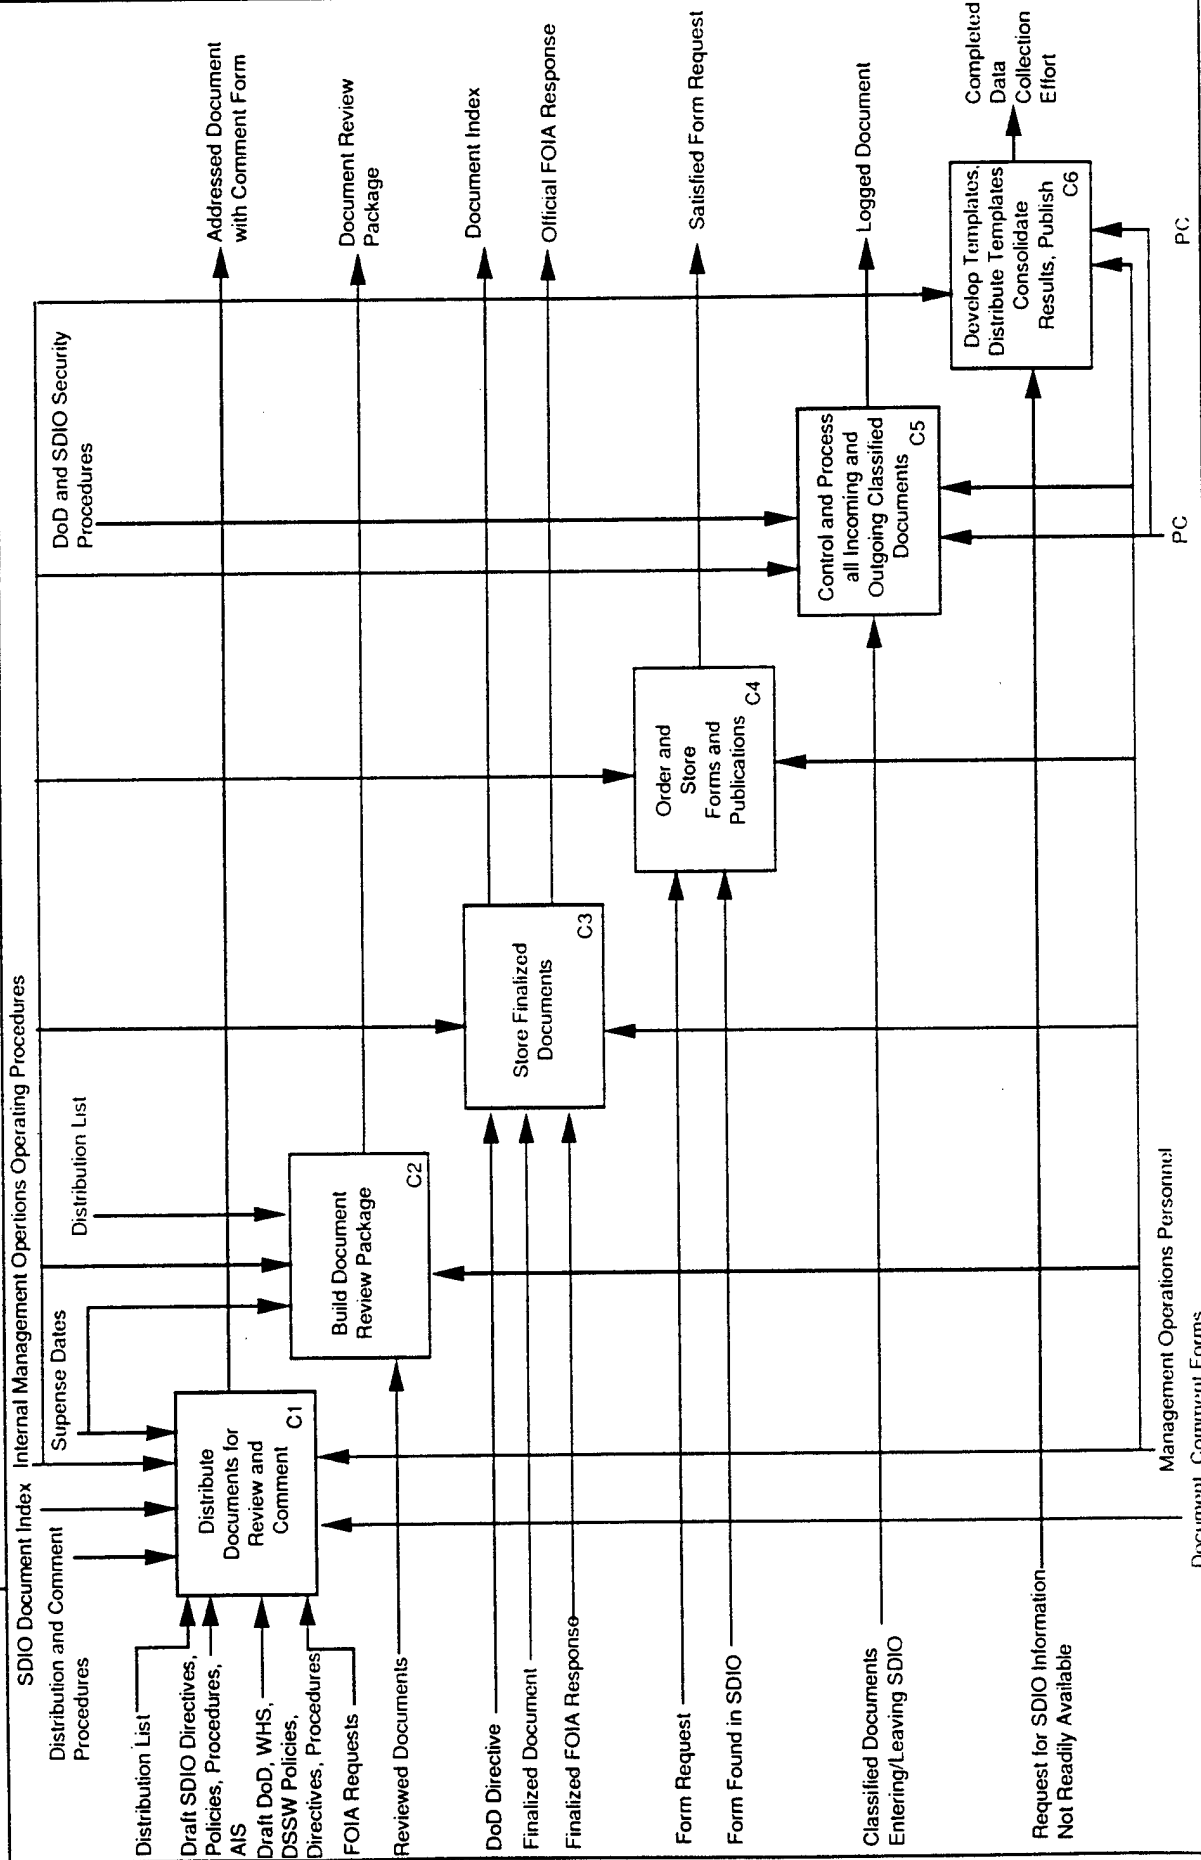 SDIO Document Index
Internal Management Opertions Operating Procedures
Distribution and Comment
Procedures
Supense Dates
Distribution List
DoD and SDIO Security
Procedures
Distribution List
Draft SDIO Directives,
Policies, Procedures,
AIS
Draft DoD, WHS,
DSSW Policies,
Directives, Procedures
FOIA Requests
Distribute
Documents for
Review and
Comment
C1
Addressed Document
with Comment Form
Reviewed Documents
Build Document
Review Package
C2
Document Review
Package
DoD Directive
Finalized Document
Finalized FOIA Response
Store Finalized
Documents
C3
Document Index
Official FOIA Response
Form Request
Form Found in SDIO
Order and
Store
Forms and
Publications
C4
Satisfied Form Request
Classified Documents
Entering/Leaving SDIO
Control and Process
all Incoming and
Outgoing Classified
Documents
C5
Logged Document
Request for SDIO Information
Not Readily Available
Develop Templates,
Distribute Templates
Consolidate
Results, Publish
C6
Completed
Data
Collection
Effort
Management Operations Personnel
PC
PC
Document Comment Forms